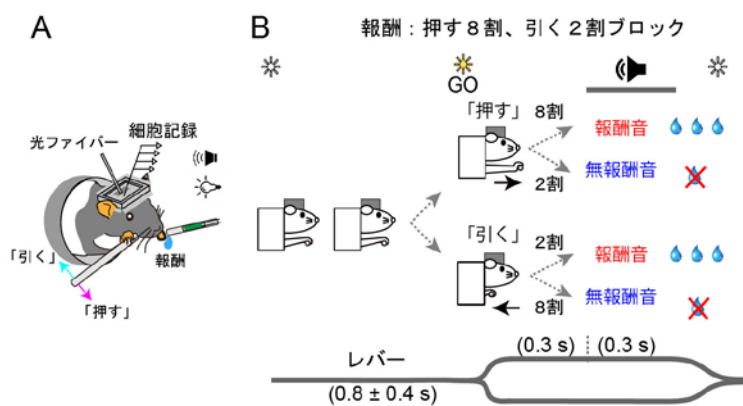 A
光ファイバー
細胞記録
「引く」
「押す」
報酬
B
報酬：押す８割、引く２割ブロック
GO
「押す」 8割
報酬音
2割
無報酬音
「引く」 2割
報酬音
8割
無報酬音
レバー
(0.8 ± 0.4 s)
(0.3 s)
(0.3 s)